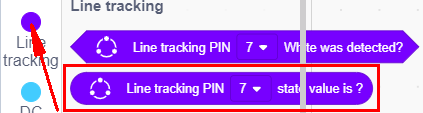 Line tracking
Line tracking PIN 7 White was detected?
Line
tracking
Line tracking PIN 7 state value is ?
DC